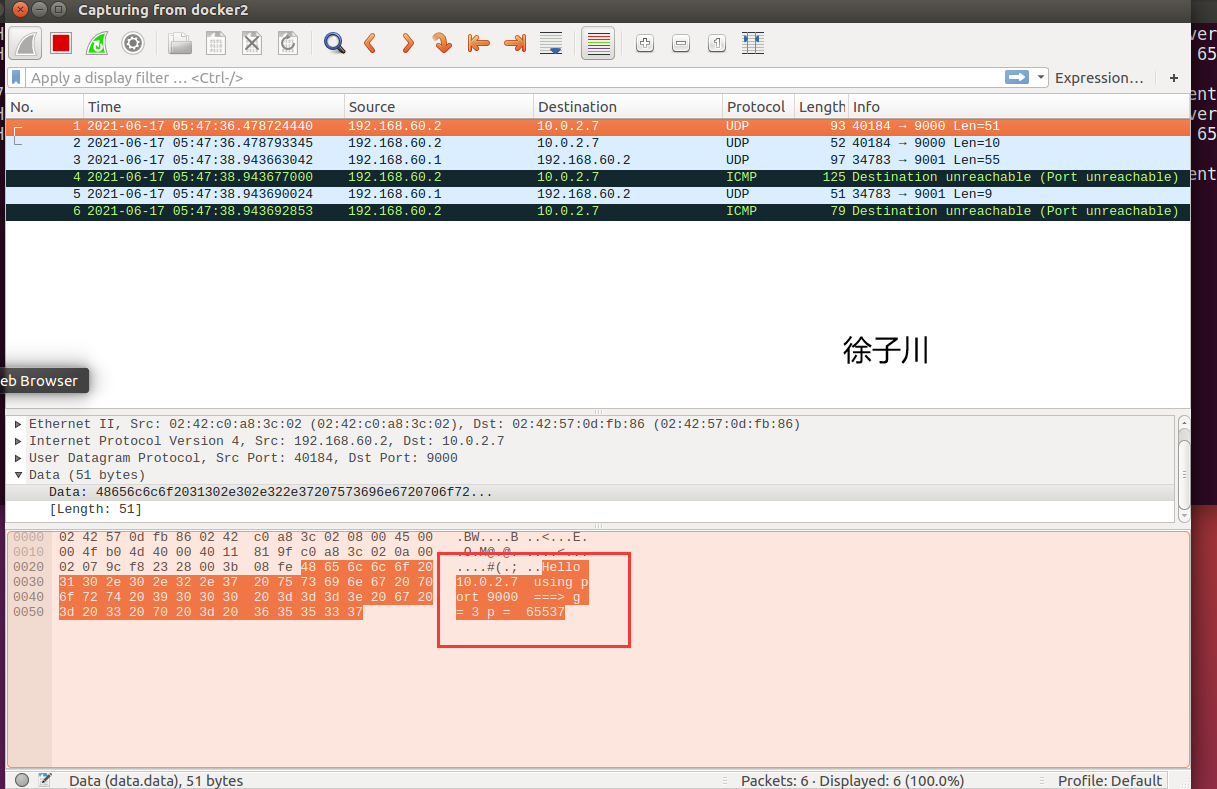 Capturing from docker2
Apply a display filter … <Ctrl-/>
Expression…
+
No. Time Source Destination Protocol Length Info
1 2021-06-17 05:47:36.478724440 192.168.60.2 10.0.2.7 UDP 93 40184 → 9000 Len=51
2 2021-06-17 05:47:36.478793345 192.168.60.2 10.0.2.7 UDP 52 40184 → 9000 Len=10
3 2021-06-17 05:47:38.943663042 192.168.60.1 192.168.60.2 UDP 97 34783 → 9001 Len=55
4 2021-06-17 05:47:38.943677000 192.168.60.2 10.0.2.7 ICMP 125 Destination unreachable (Port unreachable)
5 2021-06-17 05:47:38.943690024 192.168.60.1 192.168.60.2 UDP 51 34783 → 9001 Len=9
6 2021-06-17 05:47:38.943692853 192.168.60.2 10.0.2.7 ICMP 79 Destination unreachable (Port unreachable)
徐子川
eb Browser
Ethernet II, Src: 02:42:c0:a8:3c:02 (02:42:c0:a8:3c:02), Dst: 02:42:57:0d:fb:86 (02:42:57:0d:fb:86)
Internet Protocol Version 4, Src: 192.168.60.2, Dst: 10.0.2.7
User Datagram Protocol, Src Port: 40184, Dst Port: 9000
Data (51 bytes)
Data: 48656c6c6f2031302e302e322e37207573696e6720706f72...
[Length: 51]
0000 02 42 57 0d fb 86 02 42 c0 a8 3c 02 08 00 45 00 .BW....B ..<...E.
0010 00 4f b0 4d 40 00 40 11 81 9f c0 a8 3c 02 0a 00 .O.M@.@. ....<...
0020 02 07 9c f8 23 28 00 3b 08 fe 48 65 6c 6c 6f 20 ....#(.; ..Hello
0030 31 30 2e 30 2e 32 2e 37 20 75 73 69 6e 67 20 70 10.0.2.7 using p
0040 6f 72 74 20 39 30 30 30 20 3d 3d 3d 3e 20 67 20 ort 9000 ===> g
0050 3d 20 33 20 70 20 3d 20 36 35 35 33 37 = 3 p = 65537
Data (data.data), 51 bytes
Packets: 6 · Displayed: 6 (100.0%)
Profile: Default
ver
65
ent
ver
65
ent